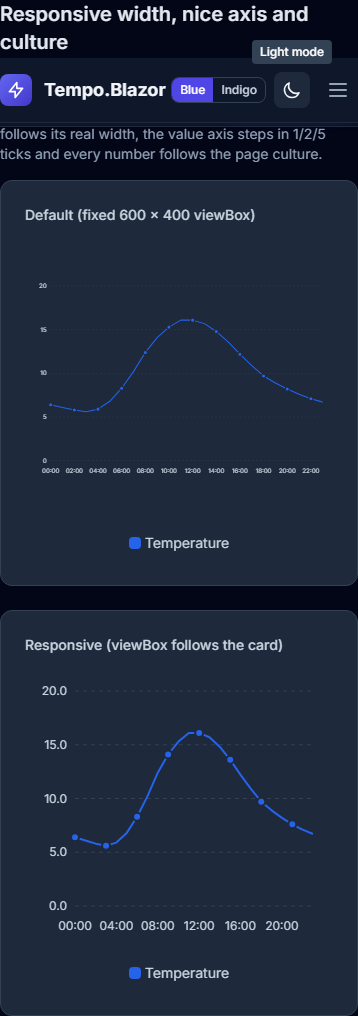 Responsive width, nice axis and
culture
Light mode
Tempo.Blazor
Blue
Indigo
follows its real width, the value axis steps in 1/2/5
ticks and every number follows the page culture.
Default (fixed 600 × 400 viewBox)
20
15
10
5
0
00:00 02:00 04:00 06:00 08:00 10:00 12:00 14:00 16:00 18:00 20:00 22:00
Temperature
Responsive (viewBox follows the card)
20.0
15.0
10.0
5.0
0.0
00:00 04:00 08:00 12:00 16:00 20:00
Temperature